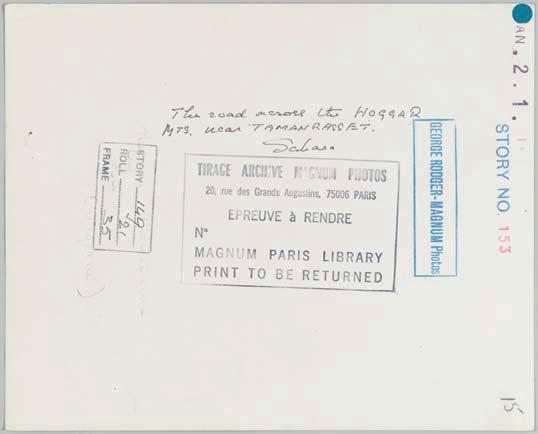 The road across the HOGGAR
MTS. near TAMANRASSET.
Sahara
TIRAGE ARCHIVE MAGNUM PHOTOS
20, rue des Grands Augustins, 75006 PARIS
EPREUVE à RENDRE
N°
MAGNUM PARIS LIBRARY
PRINT TO BE RETURNED
STORY 149
ROLL 21
FRAME 35
GEORGE RODGER-MAGNUM Photos
AN. 2.1.
STORY NO. 153
15